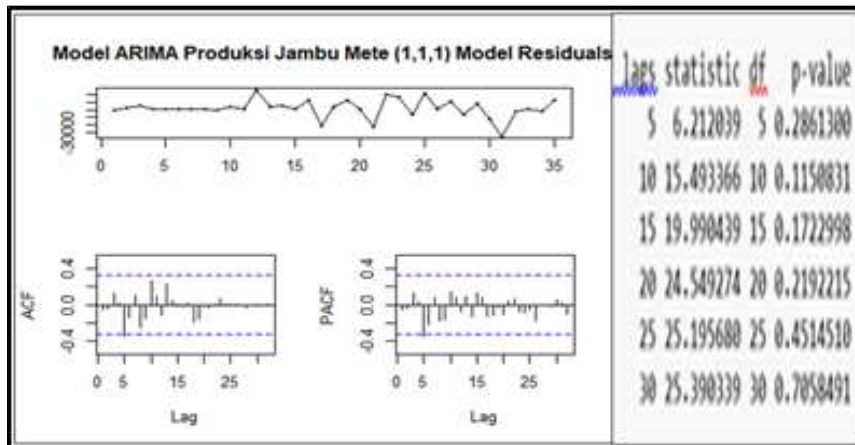 Model ARIMA Produksi Jambu Mete (1,1,1) Model Residuals
-30000
0 5 10 15 20 25 30 35
ACF
-0.4 0.0 0.4
0 5 15 25
Lag
PACF
-0.4 0.0 0.4
0 5 15 25
Lag
lags statistic df p-value
5 6.212039 5 0.2861300
10 15.493366 10 0.1150831
15 19.990439 15 0.1722998
20 24.549274 20 0.2192215
25 25.195680 25 0.4514510
30 25.390339 30 0.7058491